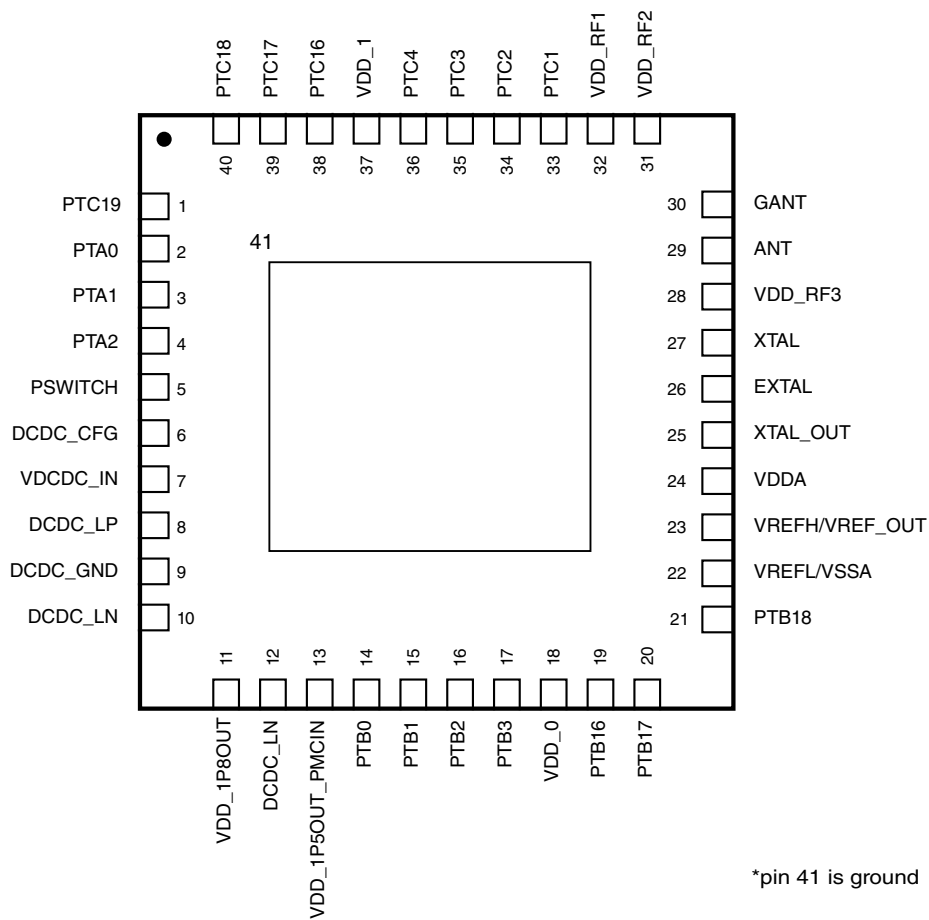 PTC18
PTC17
PTC16
VDD_1
PTC4
PTC3
PTC2
PTC1
VDD_RF1
VDD_RF2
40
39
38
37
36
35
34
33
32
31
PTC19 1
PTA0 2
PTA1 3
PTA2 4
PSWITCH 5
DCDC_CFG 6
VDCDC_IN 7
DCDC_LP 8
DCDC_GND 9
DCDC_LN 10
41
30 GANT
29 ANT
28 VDD_RF3
27 XTAL
26 EXTAL
25 XTAL_OUT
24 VDDA
23 VREFH/VREF_OUT
22 VREFL/VSSA
21 PTB18
11
12
13
14
15
16
17
18
19
20
VDD_1P8OUT
DCDC_LN
VDD_1P5OUT_PMCIN
PTB0
PTB1
PTB2
PTB3
VDD_0
PTB16
PTB17
*pin 41 is ground